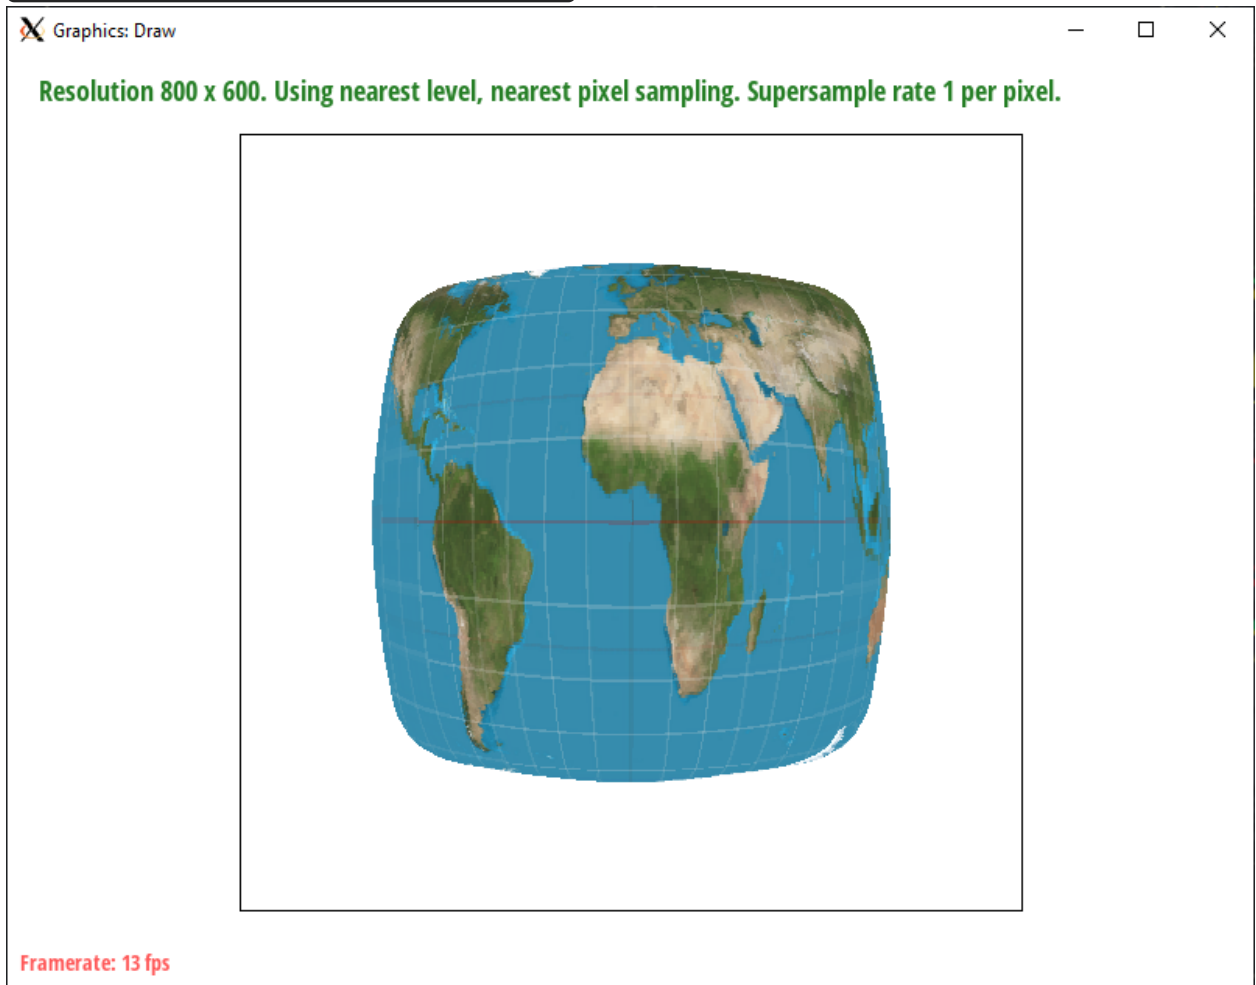 Graphics: Draw
Resolution 800 x 600. Using nearest level, nearest pixel sampling. Supersample rate 1 per pixel.
Framerate: 13 fps